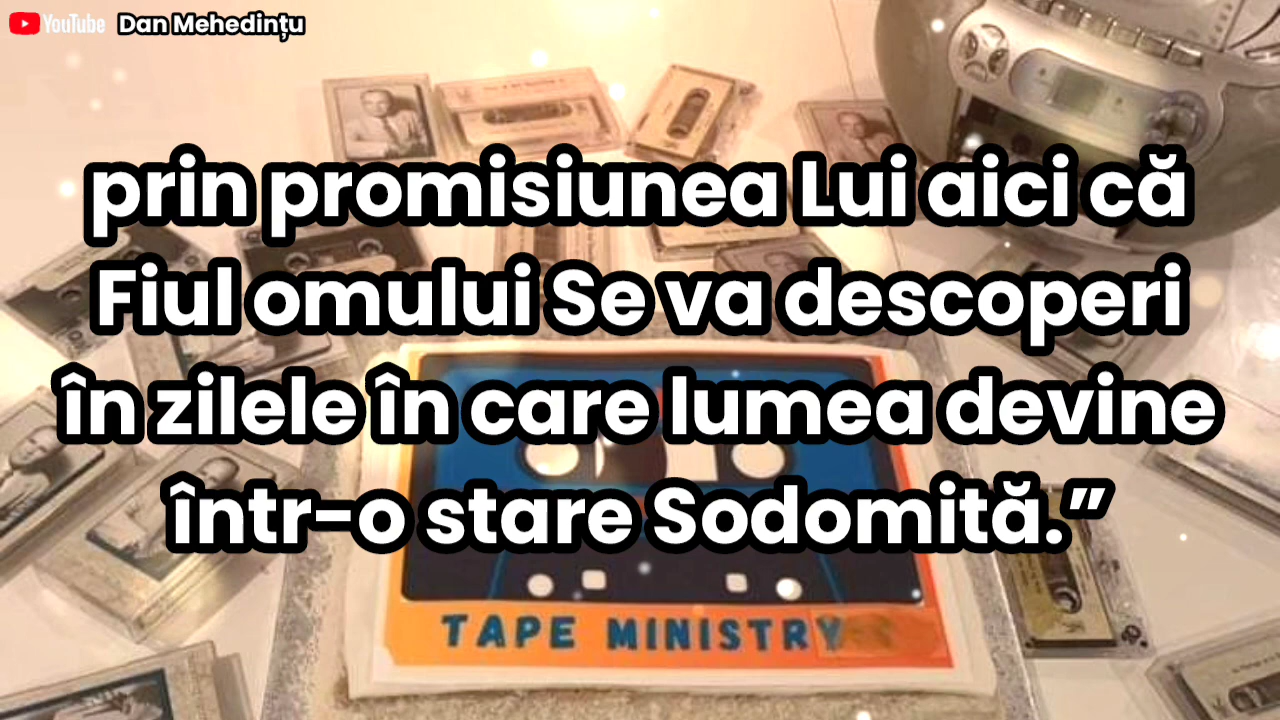 YouTube Dan Mehedințu
prin promisiunea Lui aici că
Fiul omului Se va descoperi
în zilele în care lumea devine
într-o stare Sodomită.”
TAPE MINISTRY